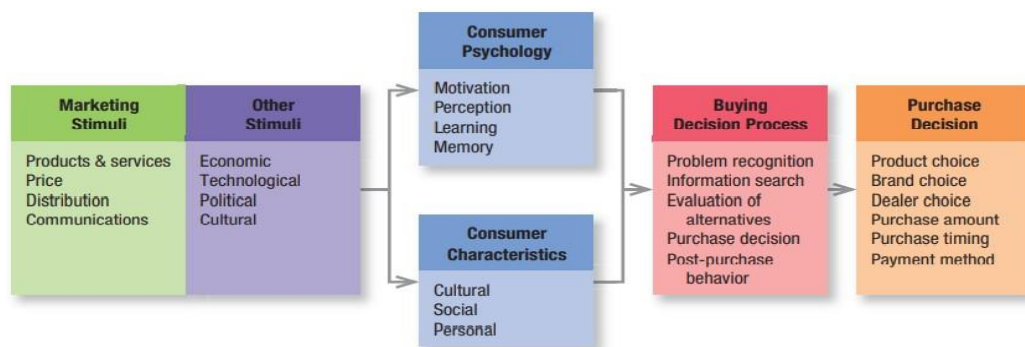 Marketing
Stimuli
Products & services
Price
Distribution
Communications
Other
Stimuli
Economic
Technological
Political
Cultural
Consumer
Psychology
Motivation
Perception
Learning
Memory
Consumer
Characteristics
Cultural
Social
Personal
Buying
Decision Process
Problem recognition
Information search
Evaluation of
alternatives
Purchase decision
Post-purchase
behavior
Purchase
Decision
Product choice
Brand choice
Dealer choice
Purchase amount
Purchase timing
Payment method